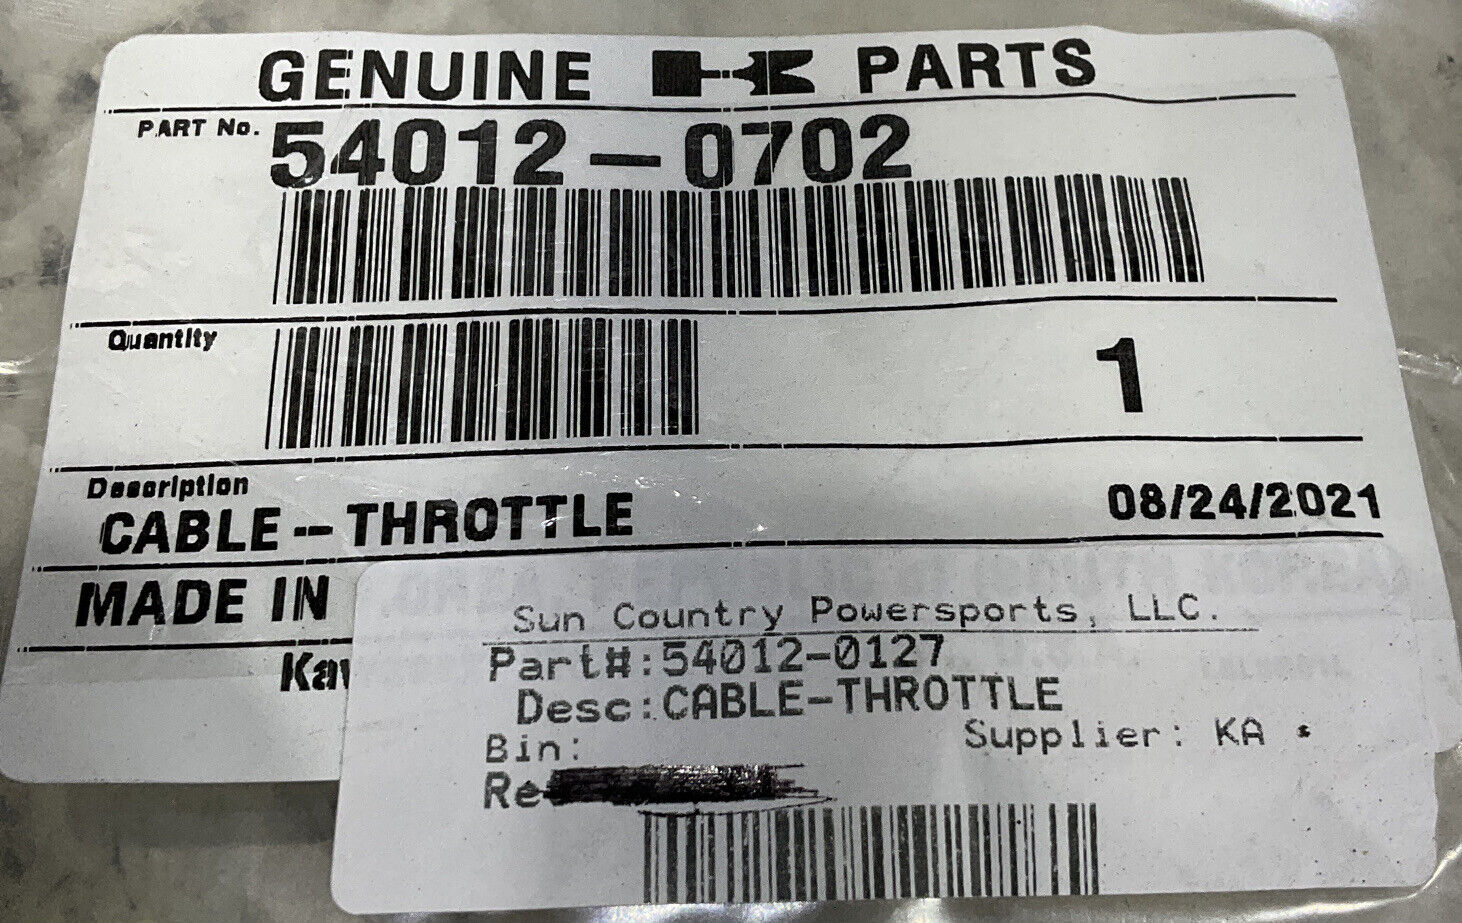 GENUINE K PARTS
PART No. 54012-0702
Quantity 1
Description
CABLE--THROTTLE 08/24/2021
MADE IN
Sun Country Powersports, LLC.
Part#:54012-0127
Desc:CABLE-THROTTLE
Bin: Supplier: KA